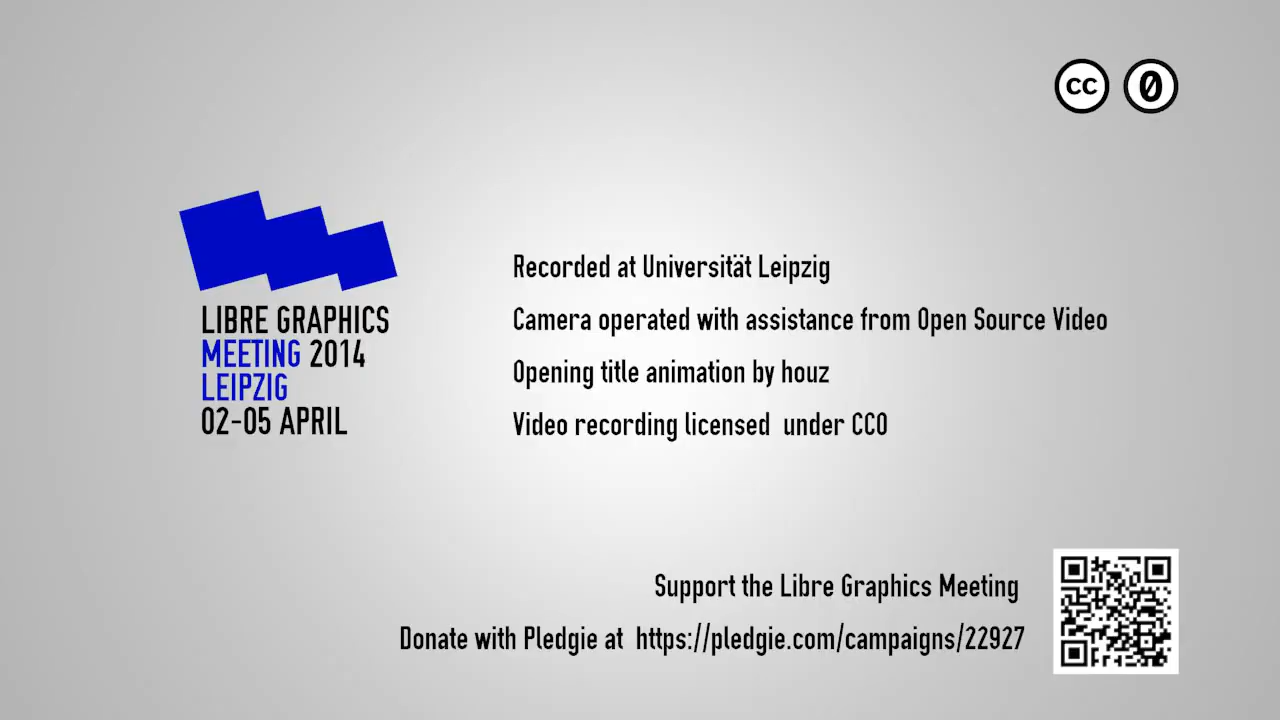 CC 0
LIBRE GRAPHICS
MEETING 2014
LEIPZIG
02-05 APRIL
Recorded at Universität Leipzig
Camera operated with assistance from Open Source Video
Opening title animation by houz
Video recording licensed  under CC0
Support the Libre Graphics Meeting
Donate with Pledgie at  https://pledgie.com/campaigns/22927